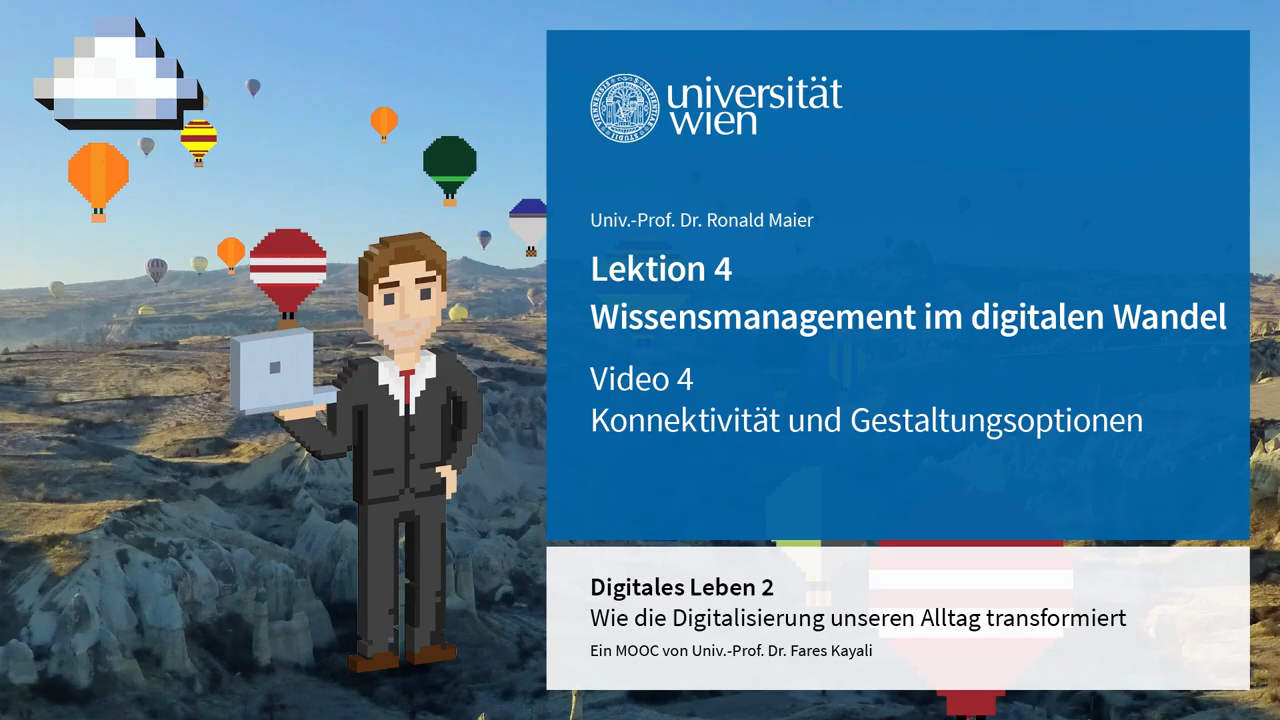 universität
wien
Univ.-Prof. Dr. Ronald Maier
Lektion 4
Wissensmanagement im digitalen Wandel
Video 4
Konnektivität und Gestaltungsoptionen
Digitales Leben 2
Wie die Digitalisierung unseren Alltag transformiert
Ein MOOC von Univ.-Prof. Dr. Fares Kayali